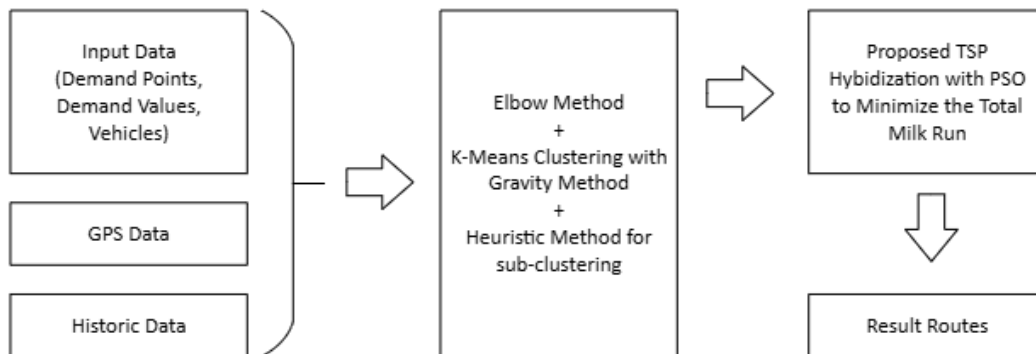 Input Data
(Demand Points,
Demand Values,
Vehicles)
GPS Data
Historic Data
Elbow Method
+
K-Means Clustering with
Gravity Method
+
Heuristic Method for
sub-clustering
Proposed TSP
Hybidization with PSO
to Minimize the Total
Milk Run
Result Routes